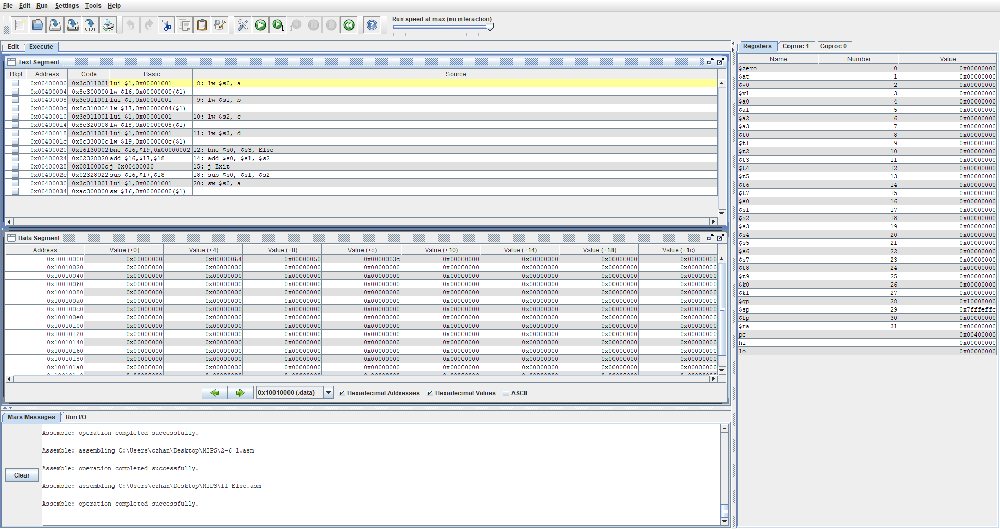 File Edit Run Settings Tools Help
Run speed at max (no interaction)
Edit Execute
Text Segment
Bkpt Address Code Basic Source
0x00400000 0x3c011001 lui $1,0x00001001 8: lw $s0, a
0x00400004 0x8c300000 lw $16,0x00000000($1)
0x00400008 0x3c011001 lui $1,0x00001001 9: lw $s1, b
0x0040000c 0x8c310004 lw $17,0x00000004($1)
0x00400010 0x3c011001 lui $1,0x00001001 10: lw $s2, c
0x00400014 0x8c320008 lw $18,0x00000008($1)
0x00400018 0x3c011001 lui $1,0x00001001 11: lw $s3, d
0x0040001c 0x8c33000c lw $19,0x0000000c($1)
0x00400020 0x16130002 bne $16,$19,0x00000002 12: bne $s0, $s3, Else
0x00400024 0x02328020 add $16,$17,$18 14: add $s0, $s1, $s2
0x00400028 0x0810000c j 0x00400030 15: j Exit
0x0040002c 0x02328022 sub $16,$17,$18 18: sub $s0, $s1, $s2
0x00400030 0x3c011001 lui $1,0x00001001 20: sw $s0, a
0x00400034 0xac300000 sw $16,0x00000000($1)
Data Segment
Address Value (+0) Value (+4) Value (+8) Value (+c) Value (+10) Value (+14) Value (+18) Value (+1c)
0x10010000 0x00000000 0x00000064 0x00000050 0x0000003c 0x00000000 0x00000000 0x00000000 0x00000000
0x10010020 0x00000000 0x00000000 0x00000000 0x00000000 0x00000000 0x00000000 0x00000000 0x00000000
0x10010040 0x00000000 0x00000000 0x00000000 0x00000000 0x00000000 0x00000000 0x00000000 0x00000000
0x10010060 0x00000000 0x00000000 0x00000000 0x00000000 0x00000000 0x00000000 0x00000000 0x00000000
0x10010080 0x00000000 0x00000000 0x00000000 0x00000000 0x00000000 0x00000000 0x00000000 0x00000000
0x100100a0 0x00000000 0x00000000 0x00000000 0x00000000 0x00000000 0x00000000 0x00000000 0x00000000
0x100100c0 0x00000000 0x00000000 0x00000000 0x00000000 0x00000000 0x00000000 0x00000000 0x00000000
0x100100e0 0x00000000 0x00000000 0x00000000 0x00000000 0x00000000 0x00000000 0x00000000 0x00000000
0x10010100 0x00000000 0x00000000 0x00000000 0x00000000 0x00000000 0x00000000 0x00000000 0x00000000
0x10010120 0x00000000 0x00000000 0x00000000 0x00000000 0x00000000 0x00000000 0x00000000 0x00000000
0x10010140 0x00000000 0x00000000 0x00000000 0x00000000 0x00000000 0x00000000 0x00000000 0x00000000
0x10010160 0x00000000 0x00000000 0x00000000 0x00000000 0x00000000 0x00000000 0x00000000 0x00000000
0x10010180 0x00000000 0x00000000 0x00000000 0x00000000 0x00000000 0x00000000 0x00000000 0x00000000
0x100101a0 0x00000000 0x00000000 0x00000000 0x00000000 0x00000000 0x00000000 0x00000000 0x00000000
0x10010000 (.data) Hexadecimal Addresses Hexadecimal Values ASCII
Mars Messages Run I/O
Assemble: operation completed successfully.
Assemble: assembling C:\Users\czhan\Desktop\MIPS\2-6_1.asm
Assemble: operation completed successfully.
Clear
Assemble: assembling C:\Users\czhan\Desktop\MIPS\If_Else.asm
Assemble: operation completed successfully.
Registers Coproc 1 Coproc 0
Name Number Value
$zero 0 0x00000000
$at 1 0x00000000
$v0 2 0x00000000
$v1 3 0x00000000
$a0 4 0x00000000
$a1 5 0x00000000
$a2 6 0x00000000
$a3 7 0x00000000
$t0 8 0x00000000
$t1 9 0x00000000
$t2 10 0x00000000
$t3 11 0x00000000
$t4 12 0x00000000
$t5 13 0x00000000
$t6 14 0x00000000
$t7 15 0x00000000
$s0 16 0x00000000
$s1 17 0x00000000
$s2 18 0x00000000
$s3 19 0x00000000
$s4 20 0x00000000
$s5 21 0x00000000
$s6 22 0x00000000
$s7 23 0x00000000
$t8 24 0x00000000
$t9 25 0x00000000
$k0 26 0x00000000
$k1 27 0x00000000
$gp 28 0x10008000
$sp 29 0x7fffeffc
$fp 30 0x00000000
$ra 31 0x00000000
pc 0x00400000
hi 0x00000000
lo 0x00000000